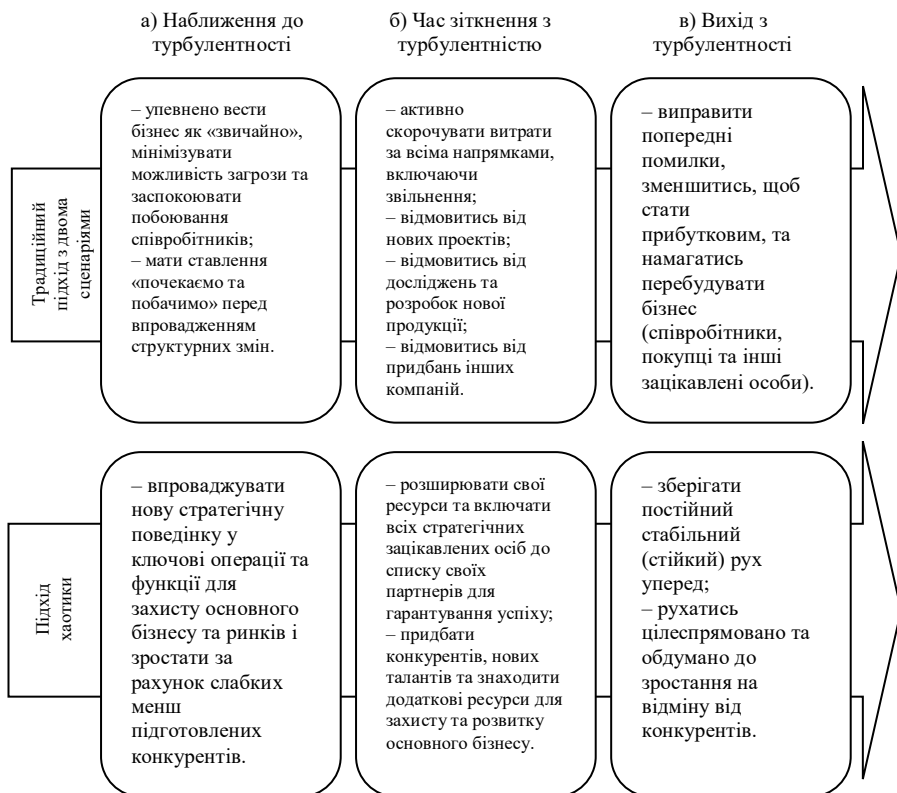 а) Наближення до
турбулентності
б) Час зіткнення з
турбулентністю
в) Вихід з
турбулентності
Традиційний
підхід з двома
сценаріями
– упевнено вести
бізнес як «звичайно»,
мінімізувати
можливість загрози та
заспокоювати
побоювання
співробітників;
– мати ставлення
«почекаємо та
побачимо» перед
впровадженням
структурних змін.
– активно
скорочувати витрати
за всіма напрямками,
включаючи
звільнення;
– відмовитись від
нових проектів;
– відмовитись від
досліджень та
розробок нової
продукції;
– відмовитись від
придбань інших
компаній.
– виправити
попередні
помилки,
зменшитись, щоб
стати
прибутковим, та
намагатись
перебудувати
бізнес
(співробітники,
покупці та інші
зацікавлені особи).
Підхід
хаотики
– впроваджувати
нову стратегічну
поведінку у
ключові операції та
функції для
захисту основного
бізнесу та ринків і
зростати за
рахунок слабких
менш
підготовлених
конкурентів.
– розширювати свої
ресурси та включати
всіх стратегічних
зацікавлених осіб до
списку своїх
партнерів для
гарантування успіху;
– придбати
конкурентів, нових
талантів та знаходити
додаткові ресурси для
захисту та розвитку
основного бізнесу.
– зберігати
постійний
стабільний
(стійкий) рух
уперед;
– рухатись
цілеспрямовано та
обдумано до
зростання на
відміну від
конкурентів.